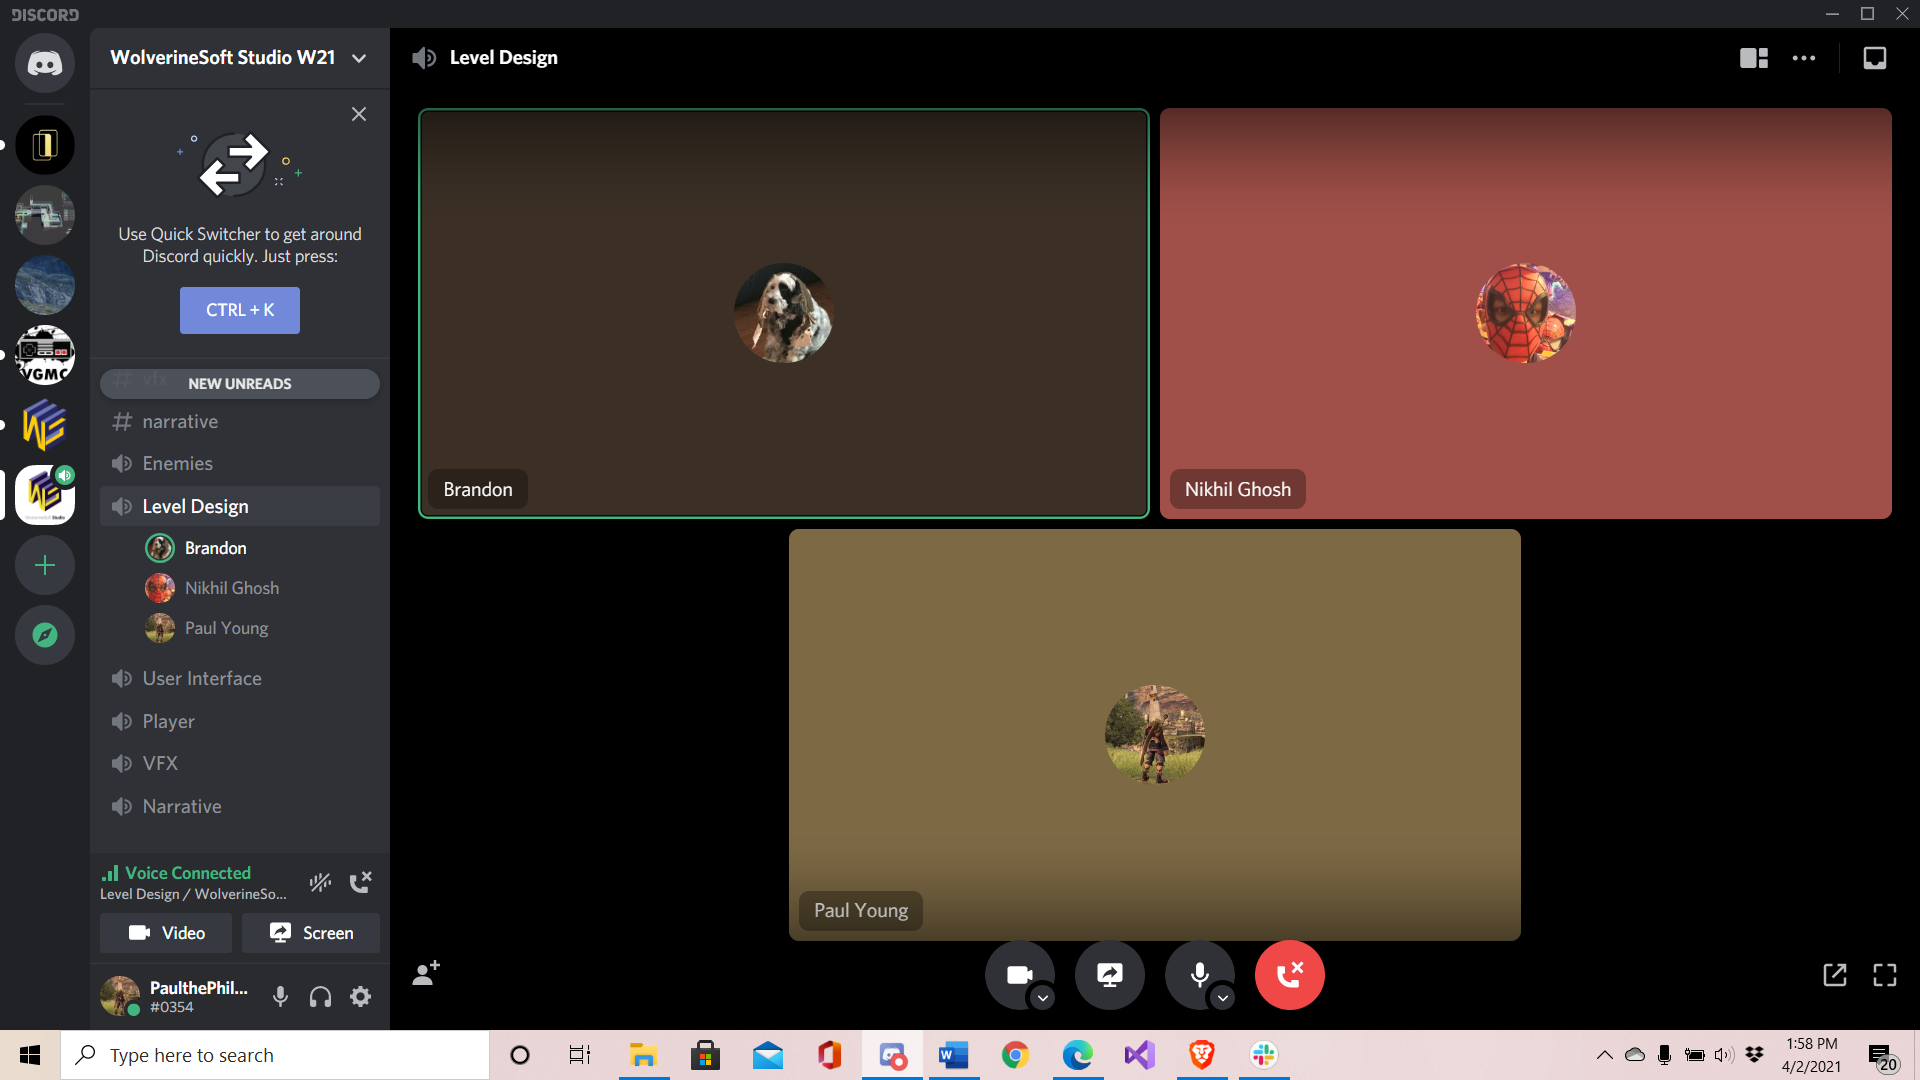 DISCORD
WolverineSoft Studio W21
Level Design
Use Quick Switcher to get around
Discord quickly. Just press:
CTRL + K
vfx
NEW UNREADS
narrative
Enemies
Level Design
Brandon
Nikhil Ghosh
Paul Young
User Interface
Player
VFX
Narrative
Voice Connected
Level Design / WolverineSo...
Video
Screen
PaulthePhil...
#0354
VGMC
Brandon
Nikhil Ghosh
Paul Young
Type here to search
1:58 PM
4/2/2021
20